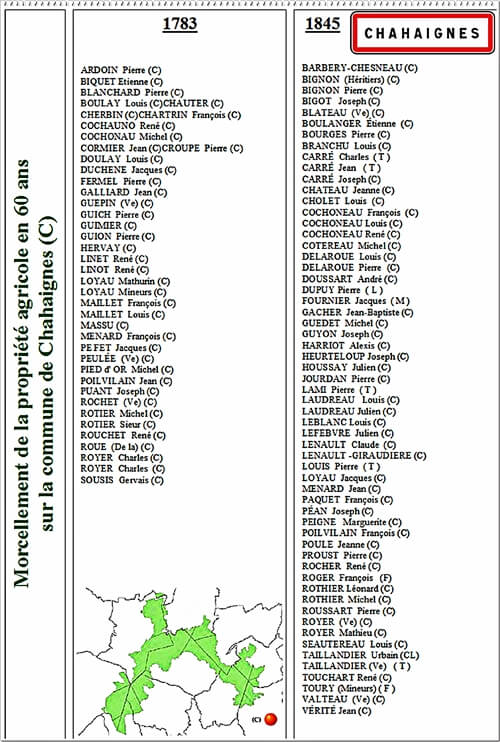 Morcellement de la propriété agricole en 60 ans
sur la commune de Chahaignes (C)
1783
ARDOIN Pierre (C)
BIQUET Etienne (C)
BLANCHARD Pierre (C)
BOULAY Louis (C)CHAUTER (C)
CHERBIN (C)CHARTRIN François (C)
COCHAUNO René (C)
COCHONAU Michel (C)
CORMIER Jean (C)CROUPE Pierre (C)
DOULAY Louis (C)
DUCHENE Jacques (C)
FERMEL Pierre (C)
GALLIARD Jean (C)
GUEPIN (Ve) (C)
GUICH Pierre (C)
GUIMIER (C)
GUION Pierre (C)
HERVAY (C)
LINET René (C)
LINOT René (C)
LOYAU Mathurin (C)
LOYAU Mineurs (C)
MAILLET François (C)
MAILLET Louis (C)
MASSU (C)
MENARD François (C)
PEFET Jacques (C)
PEULÉE (Ve) (C)
PIED d' OR Michel (C)
POILVILAIN Jean (C)
PUANT Joseph (C)
ROCHET (Ve) (C)
ROTIER Michel (C)
ROTIER Sieur (C)
ROUCHET René (C)
ROUE (De la) (C)
ROYER Charles (C)
ROYER Charles (C)
SOUSIS Gervais (C)
(C)
1845
CHAHAIGNES
BARBERY-CHESNEAU (C)
BIGNON (Héritiers) (C)
BIGNON Pierre (C)
BIGOT Joseph (C)
BLATEAU (Ve) (C)
BOULANGER Étienne (C)
BOURGES Pierre (C)
BRANCHU Louis (C)
CARRÉ Charles ( T )
CARRÉ Jean ( T )
CARRÉ Joseph (C)
CHATEAU Jeanne (C)
CHOLET Louis (C)
COCHONEAU François (C)
COCHONEAU Louis (C)
COCHONEAU René (C)
COTEREAU Michel (C)
DELAROUE Louis (C)
DELAROUE Pierre (C)
DOUSSART André (C)
DUPUY Pierre ( L )
FOURNIER Jacques ( M )
GACHER Jean-Baptiste (C)
GUEDET Michel (C)
GUYON Joseph (C)
HARRIOT Alexis (C)
HEURTELOUP Joseph (C)
HOUSSAY Julien (C)
JOURDAN Pierre (C)
LAMI Pierre ( T )
LAUDREAU Louis (C)
LAUDREAU Julien (C)
LEBLANC Louis (C)
LEFEBVRE Julien (C)
LENAULT Claude (C)
LENAULT -GIRAUDIERE (C)
LOUIS Pierre ( T )
LOYAU Jacques (C)
MENARD Jean (C)
PAQUET François (C)
PÉAN Joseph (C)
PEIGNE Marguerite (C)
POILVILAIN François (C)
POULE Jeanne (C)
PROUST Pierre (C)
ROCHER René (C)
ROGER François (F)
ROTHIER Léonard (C)
ROTHIER Michel (C)
ROUSSART Pierre (C)
ROYER (Ve) (C)
ROYER Mathieu (C)
SEAUTEREAU Louis (C)
TAILLANDIER Urbain (CL)
TAILLANDIER (Ve) ( T )
TOUCHART René (C)
TOURY (Mineurs) ( F )
VALTEAU (Ve) (C)
VÉRITÉ Jean (C)